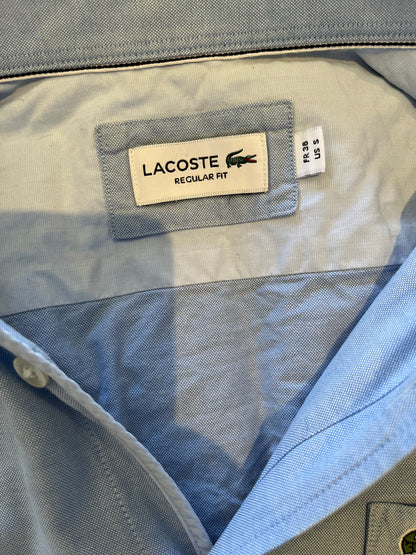 LACOSTE
REGULAR FIT
FR 38
US S